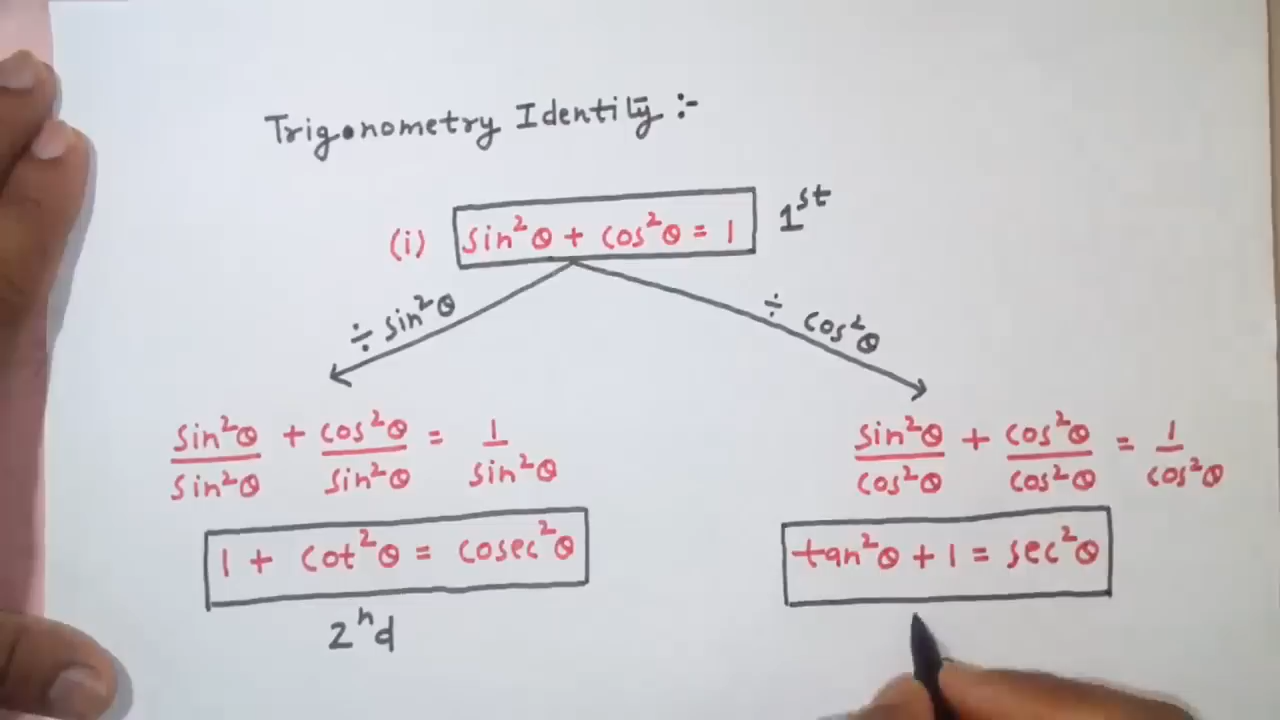 Trigonometry Identity :-
(i) sin²θ + cos²θ = 1 1st
÷ sin²θ
÷ cos²θ
sin²θ/sin²θ + cos²θ/sin²θ = 1/sin²θ
sin²θ/cos²θ + cos²θ/cos²θ = 1/cos²θ
1 + cot²θ = cosec²θ
tan²θ + 1 = sec²θ
2nd